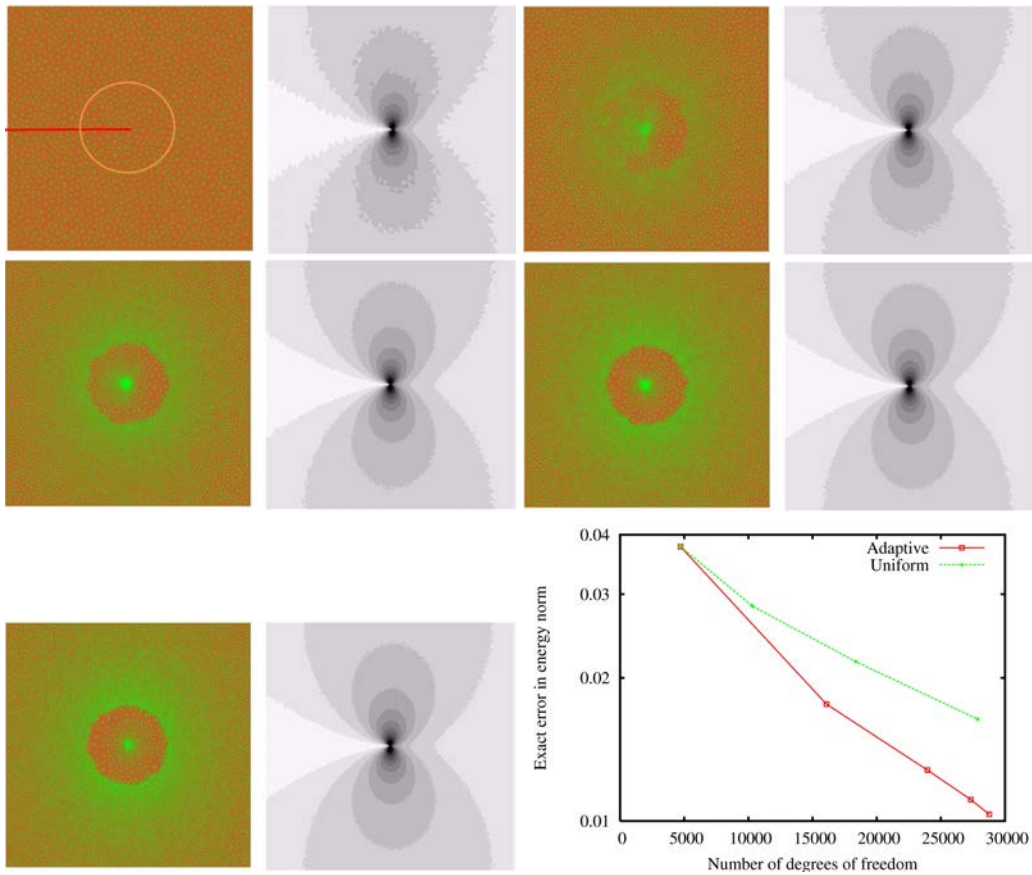 0.04
0.03
0.02
0.01
Exact error in energy norm
Adaptive
Uniform
0
5000
10000
15000
20000
25000
30000
Number of degrees of freedom